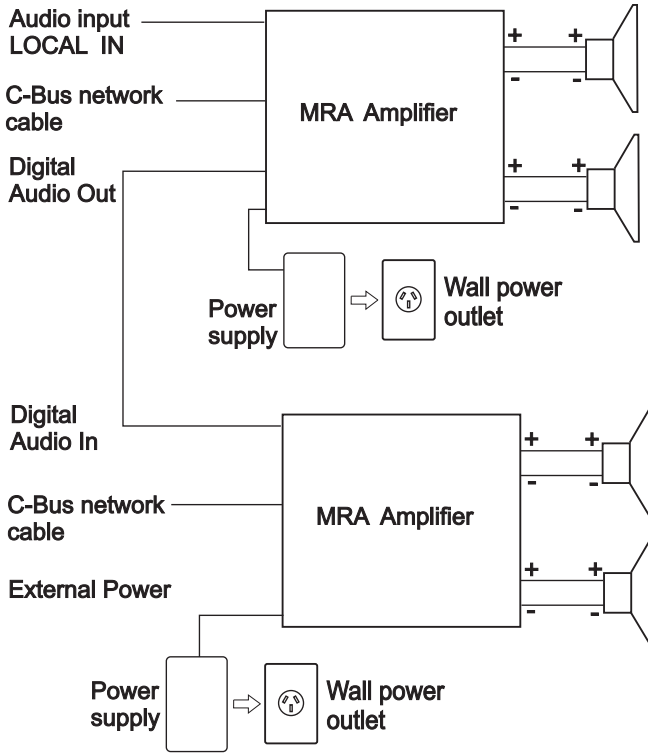 Audio input
LOCAL IN
+ +
- -
C-Bus network
cable
MRA Amplifier
Digital
Audio Out
+ +
- -
Power
supply
Wall power
outlet
Digital
Audio In
+ +
- -
C-Bus network
cable
MRA Amplifier
External Power
+ +
- -
Power
supply
Wall power
outlet